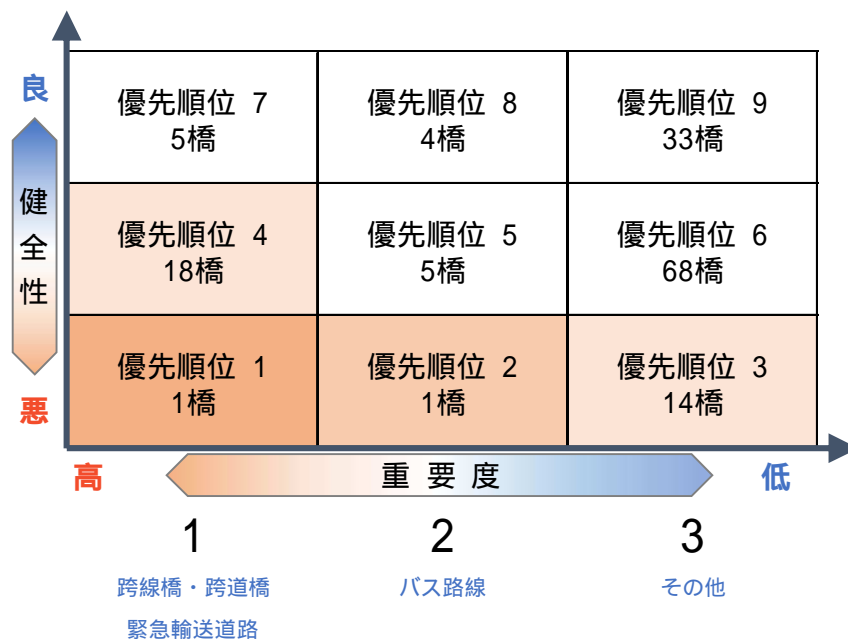 良
健
全
性
悪
優先順位 7
5橋
優先順位 8
4橋
優先順位 9
33橋
優先順位 4
18橋
優先順位 5
5橋
優先順位 6
68橋
優先順位 1
1橋
優先順位 2
1橋
優先順位 3
14橋
高
重要度
低
1
2
3
跨線橋・跨道橋
緊急輸送道路
バス路線
その他